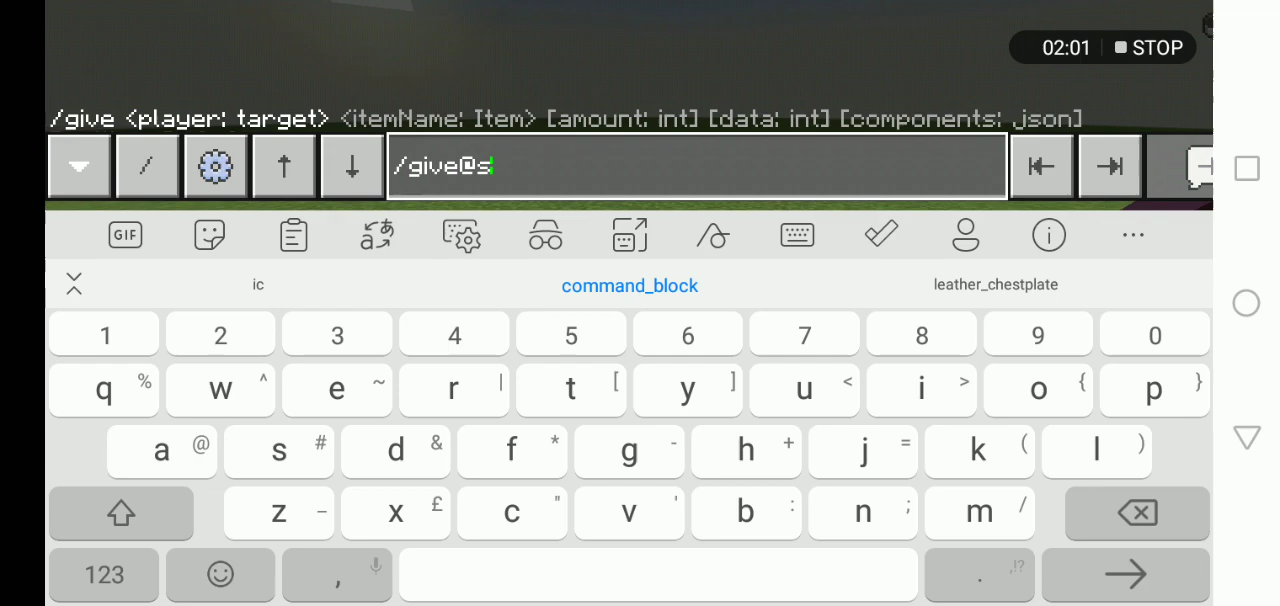 02:01 STOP
/give <player: target> <itemName: Item> [amount: int] [data: int] [components: json]
/ ↑ ↓ /give@s
GIF
ic command_block leather_chestplate
1 2 3 4 5 6 7 8 9 0
q % w ^ e ~ r | t [ y ] u < i > o { p }
a @ s # d & f * g - h + j = k ( l )
z _ x £ c " v ' b : n ; m /
123 , . ,!?